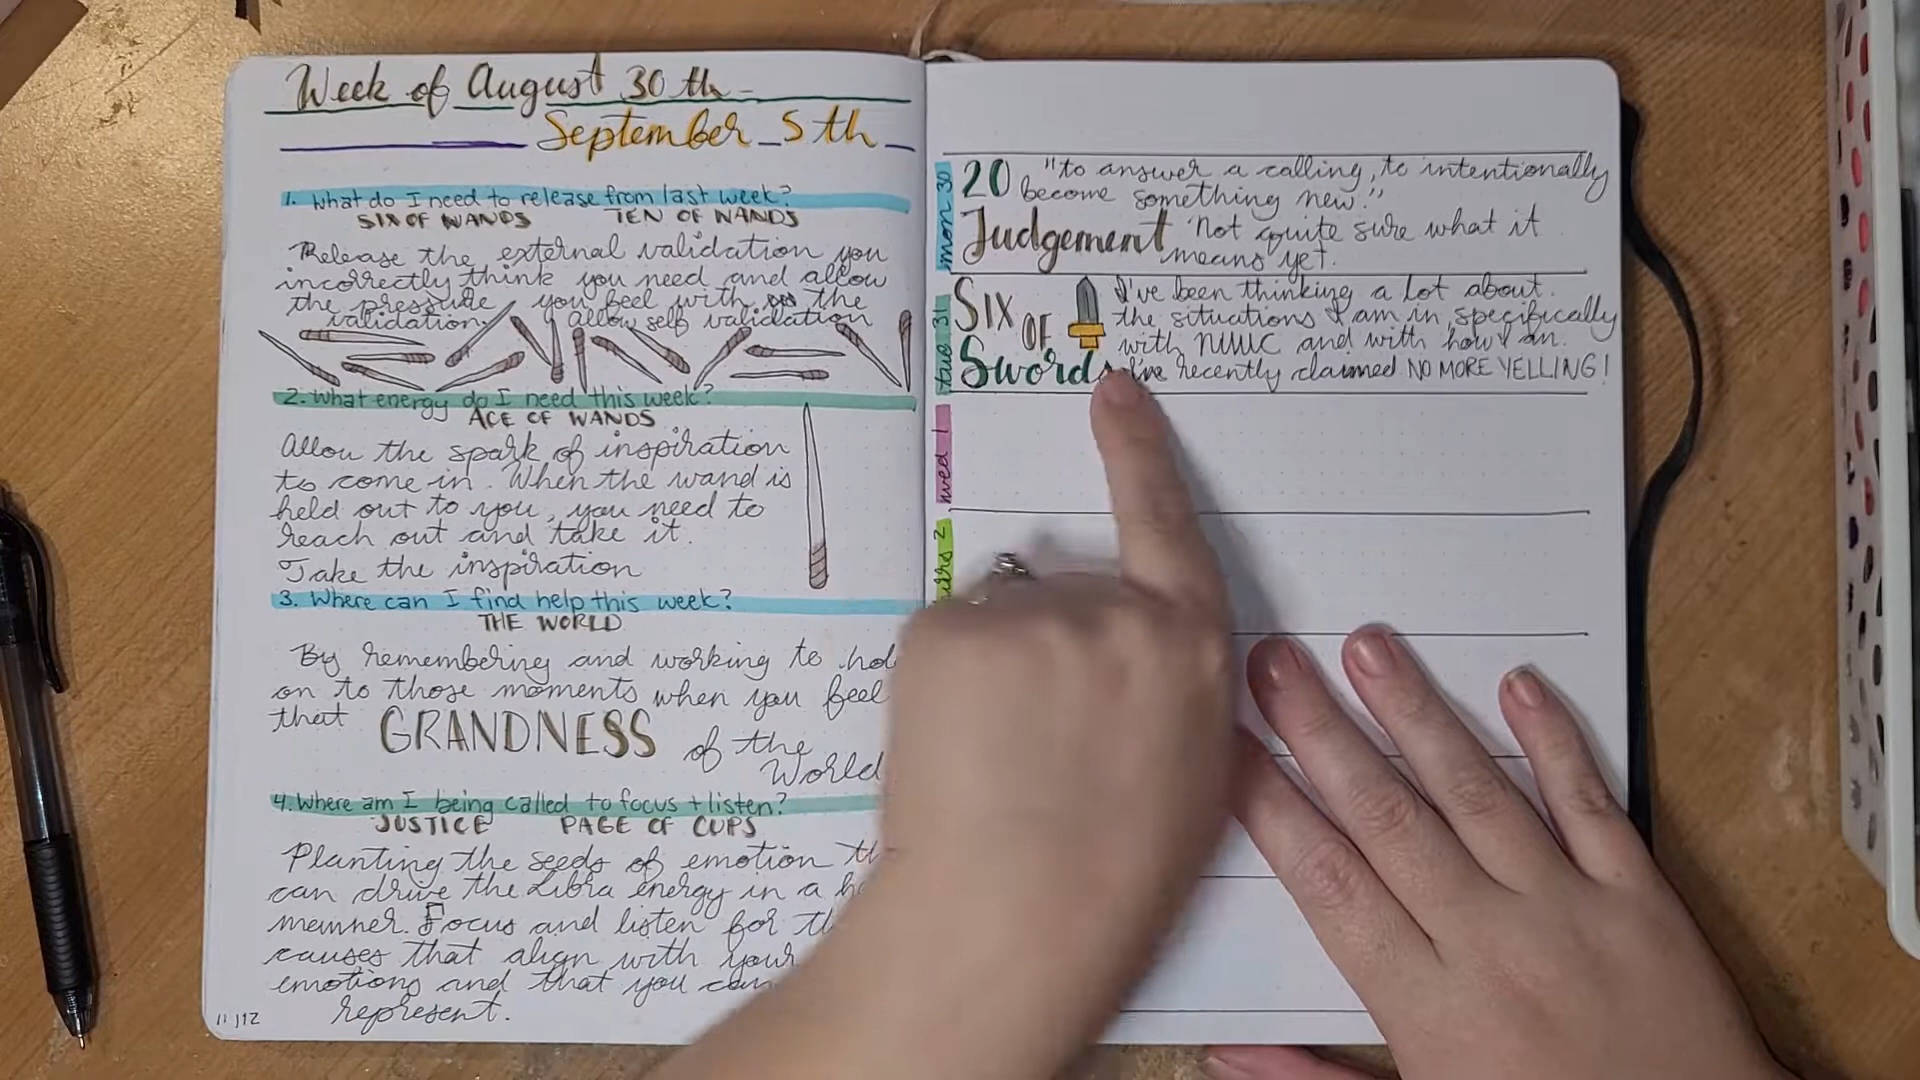 Week of August 30th -
September 5th
1. What do I need to release from last week?
SIX OF WANDS TEN OF WANDS
Release the external validation you
incorrectly think you need and allow
the pressure you feel with the
validation. Allow self validation
2. What energy do I need this week?
ACE OF WANDS
Allow the spark of inspiration
to come in. When the wand is
held out to you, you need to
reach out and take it.
Take the inspiration
3. Where can I find help this week?
THE WORLD
By remembering and working to
on to those moments when you feel
that GRANDNESS of the
World
4. Where am I being called to focus + listen?
JUSTICE PAGE OF CUPS
Planting the seeds of emotion
can drive the Libra energy in a
manner. Focus and listen for
causes that align with your
emotions and that you can
represent.
mon 30
20 "to answer a calling, to intentionally
become something new."
Judgement Not quite sure what it
means yet.
tue 31
Six OF Swords
I've been thinking a lot about
the situations I am in specifically
with and with how I am.
I've recently claimed NO MORE YELLING!
wed 1
2